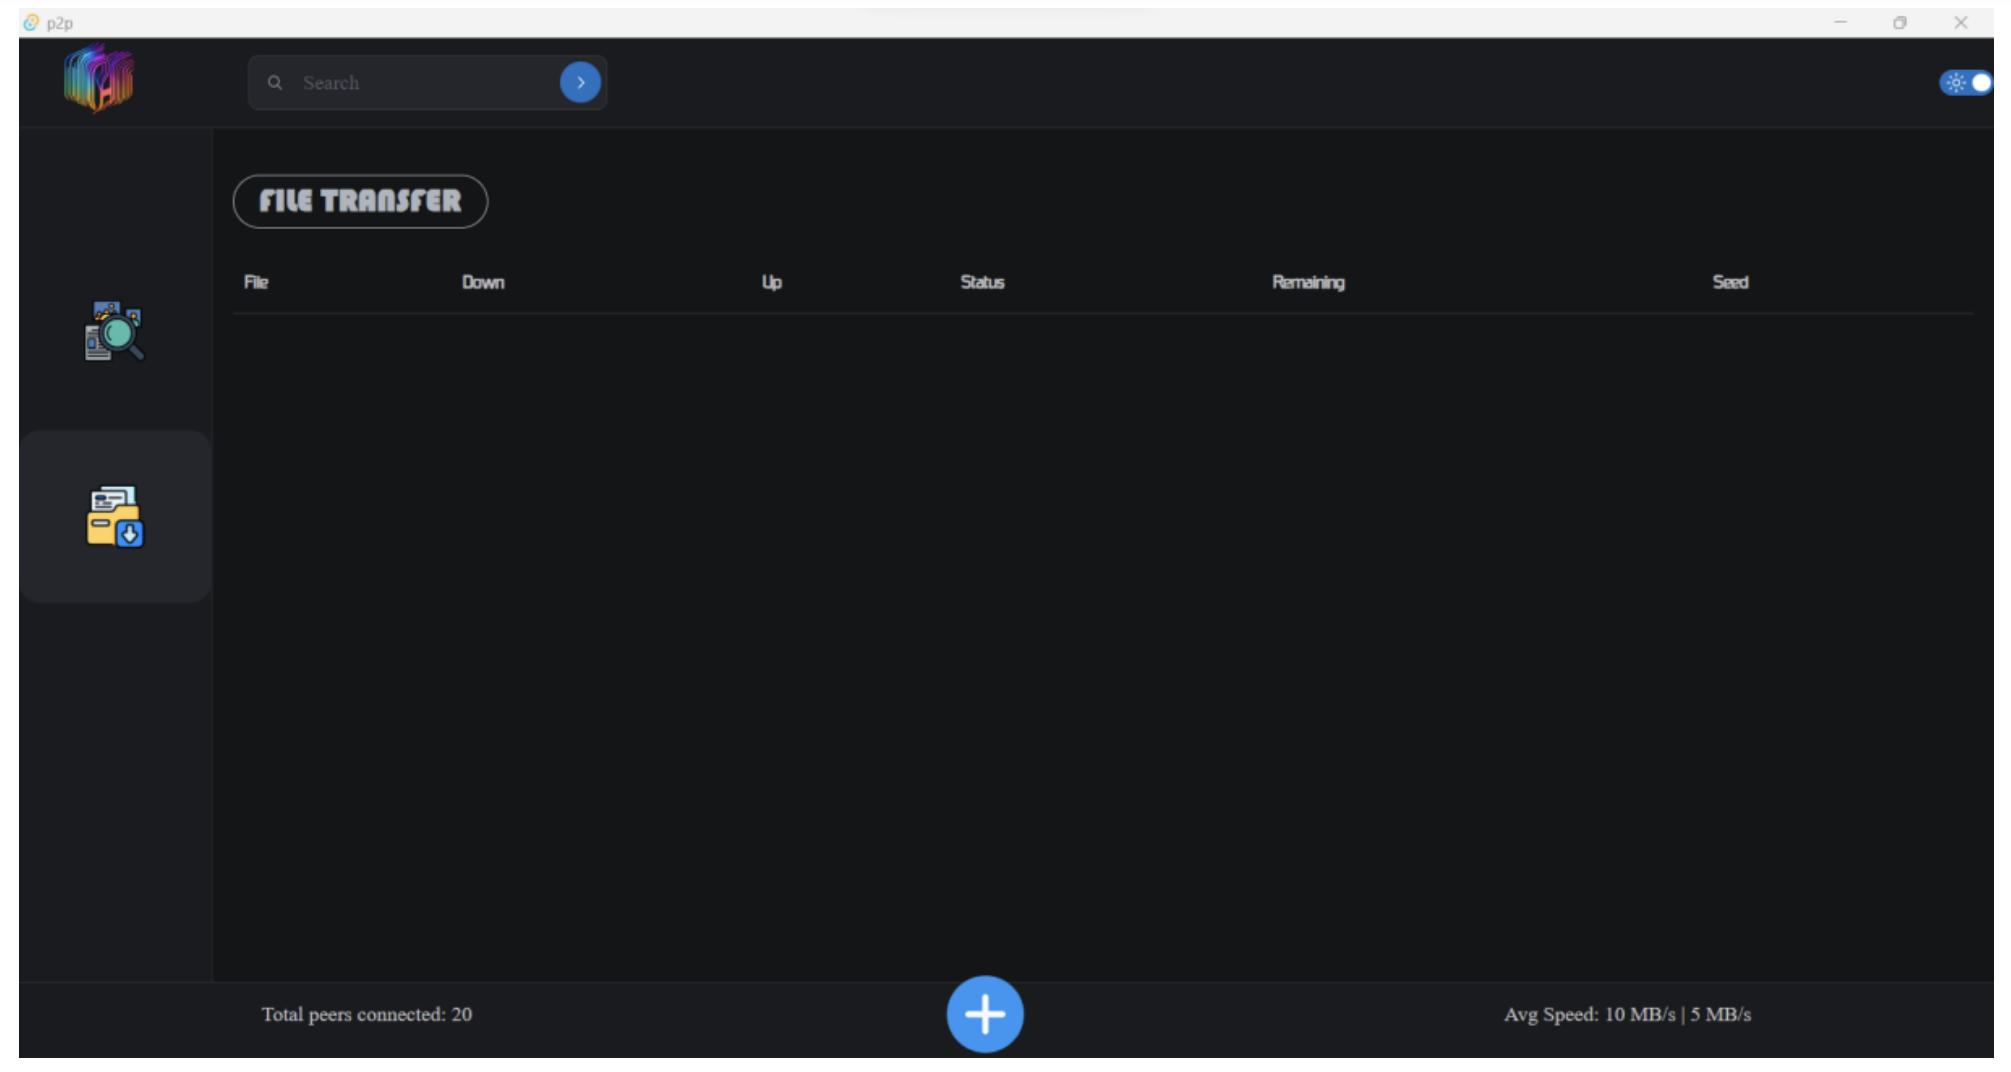 p2p
Search
FILE TRANSFER
File Down Up Status Remaining Seed
Total peers connected: 20
Avg Speed: 10 MB/s | 5 MB/s